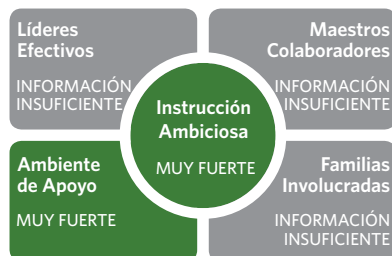 Líderes
Efectivos
INFORMACIÓN
INSUFICIENTE
Maestros
Colaboradores
INFORMACIÓN
INSUFICIENTE
Instrucción
Ambiciosa
MUY FUERTE
Ambiente
de Apoyo
MUY FUERTE
Familias
Involucradas
INFORMACIÓN
INSUFICIENTE